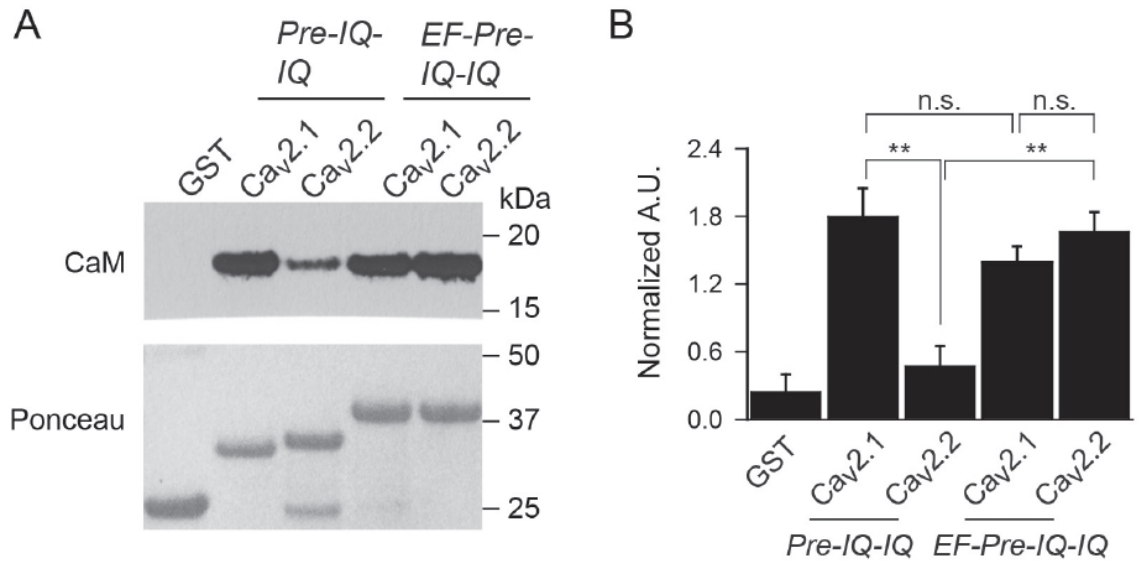 A
Pre-IQ-
IQ
EF-Pre-
IQ-IQ
GST
Cav2.1
Cav2.2
Cav2.1
Cav2.2
kDa
CaM
20
15
Ponceau
50
37
25
B
n.s.
n.s.
**
**
Normalized A.U.
2.4
1.8
1.2
0.6
0.0
GST
Cav2.1
Cav2.2
Cav2.1
Cav2.2
Pre-IQ-IQ
EF-Pre-IQ-IQ